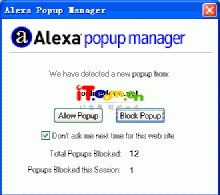 Alexa Popup Manager
Alexa popup manager
We have detected a new popup from:
Allow Popup
Block Popup
Don't ask me next time for this web site
Total Popups Blocked: 12
Popups Blocked this Session: 1